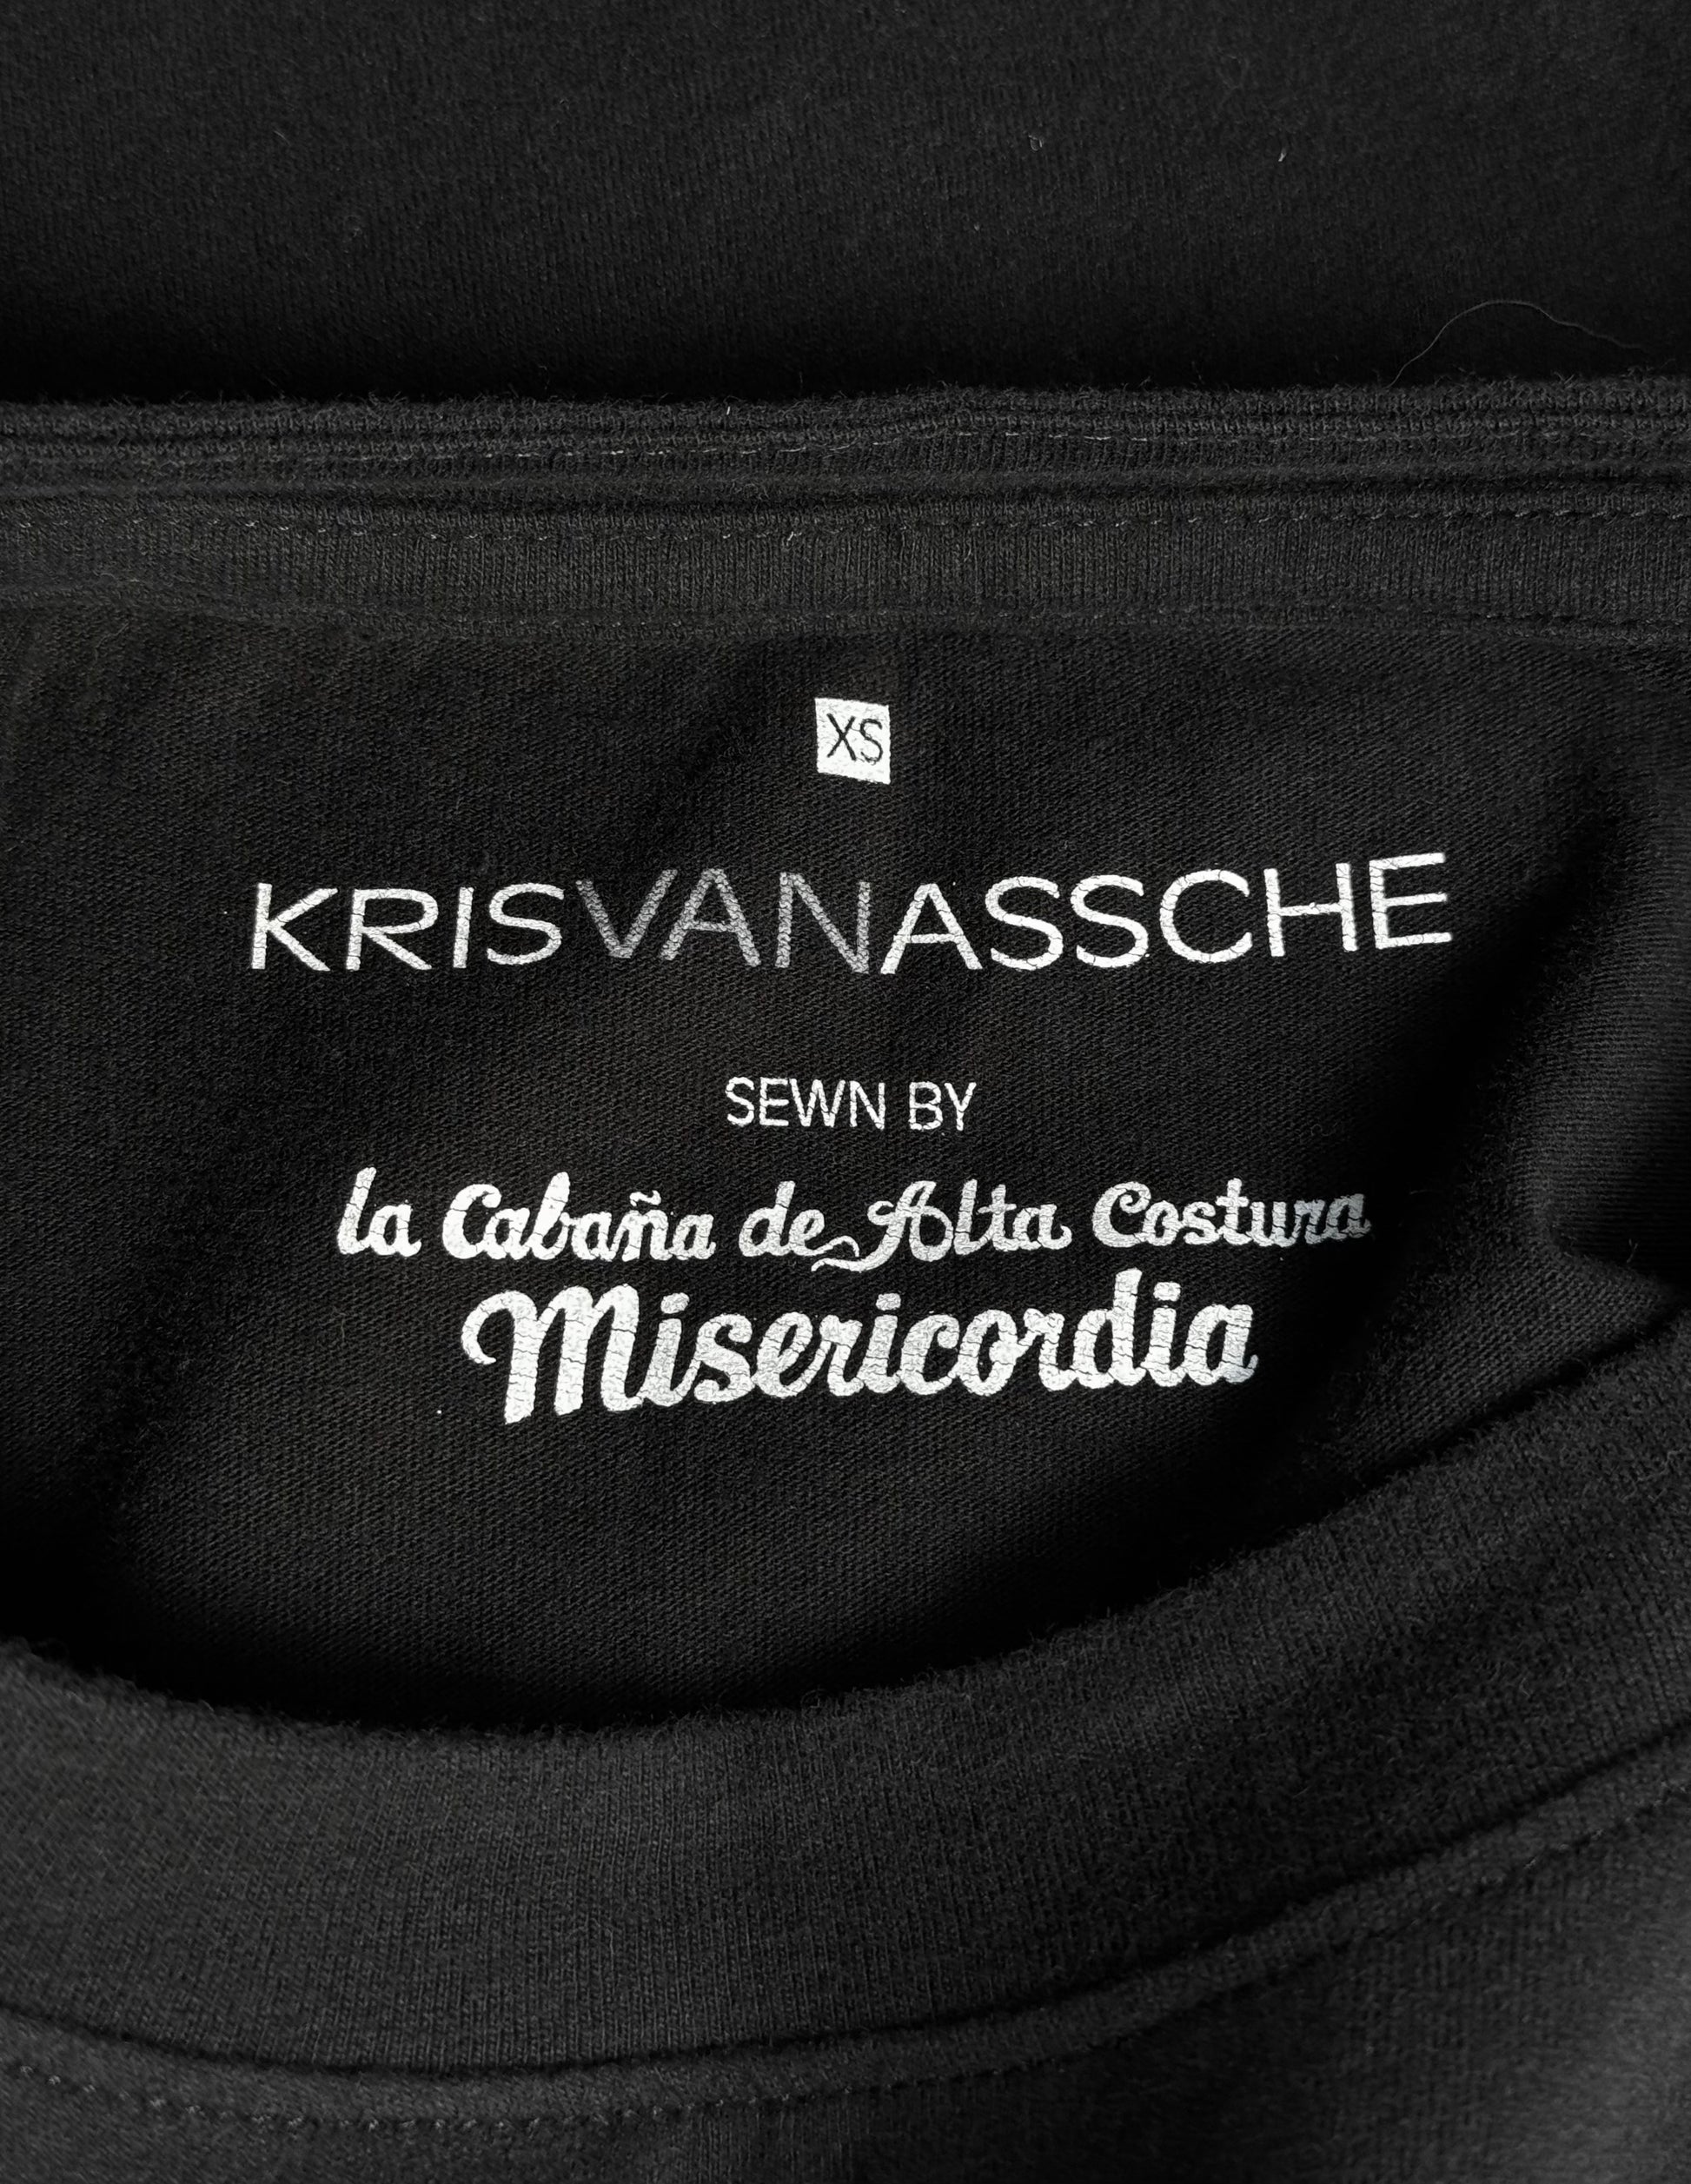 XS
KRISVANASSCHE
SEWN BY
la Cabaña de Alta Costura
Misericordia